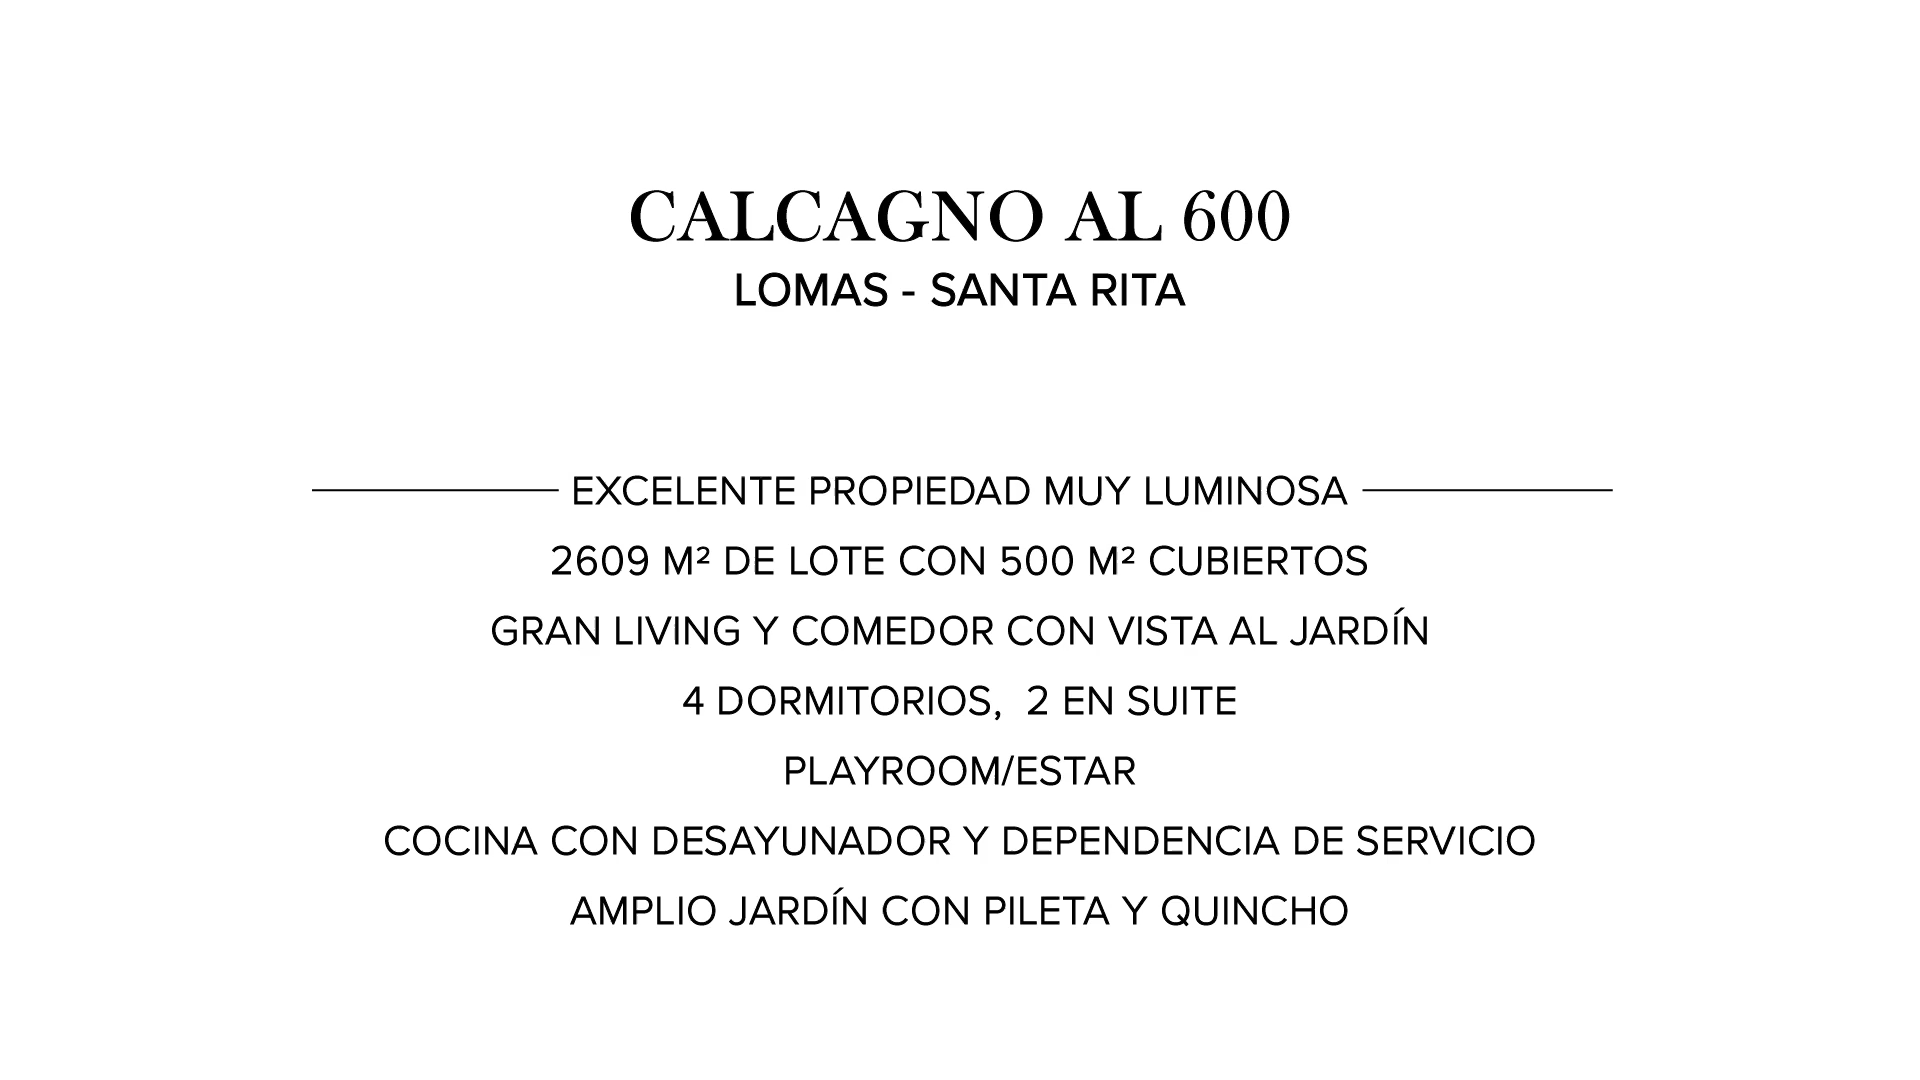 CALCAGNO AL 600
LOMAS - SANTA RITA
EXCELENTE PROPIEDAD MUY LUMINOSA
2609 M² DE LOTE CON 500 M² CUBIERTOS
GRAN LIVING Y COMEDOR CON VISTA AL JARDÍN
4 DORMITORIOS,  2 EN SUITE
PLAYROOM/ESTAR
COCINA CON DESAYUNADOR Y DEPENDENCIA DE SERVICIO
AMPLIO JARDÍN CON PILETA Y QUINCHO